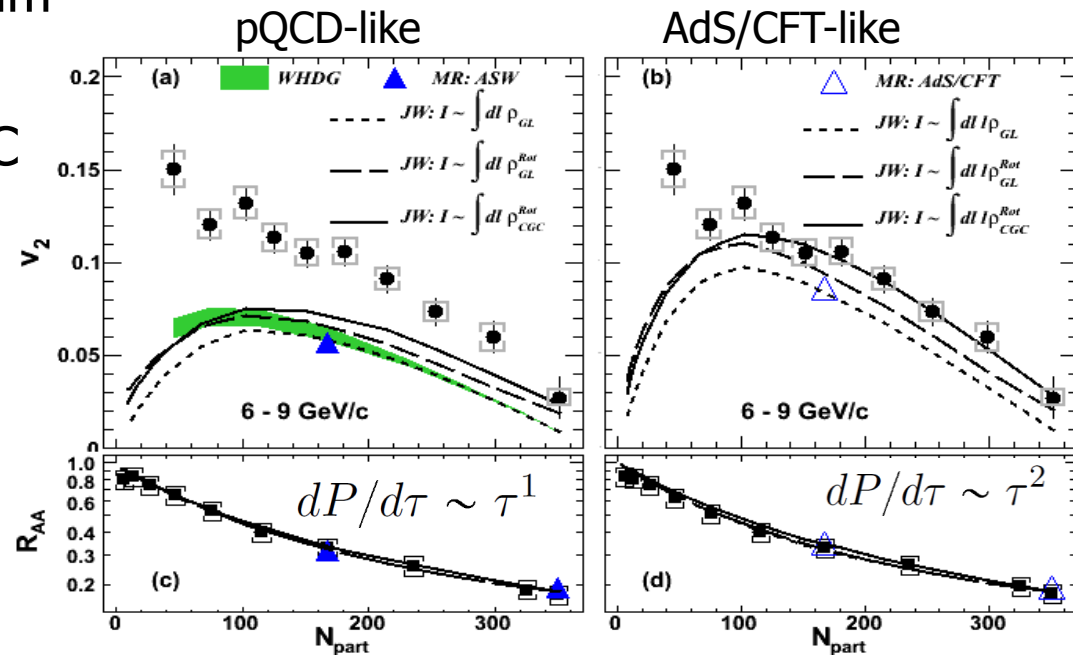 um
C
pQCD-like
AdS/CFT-like
(a)
WHDG
MR: ASW
JW: I ~ ∫ dl ρ_GL
JW: I ~ ∫ dl ρ_GL^Rot
JW: I ~ ∫ dl ρ_CGC^Rot
v_2
0.2
0.15
0.1
0.05
0
6 - 9 GeV/c
(b)
MR: AdS/CFT
JW: I ~ ∫ dl lρ_GL
JW: I ~ ∫ dl lρ_GL^Rot
JW: I ~ ∫ dl lρ_CGC^Rot
6 - 9 GeV/c
R_AA
1.0
0.8
0.6
0.4
0.3
0.2
dP/dτ ~ τ^1
(c)
0 100 200 300
N_part
dP/dτ ~ τ^2
(d)
0 100 200 300
N_part